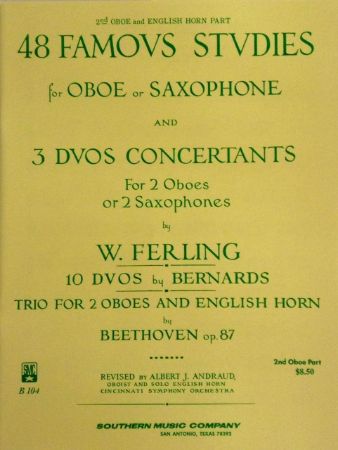 2nd OBOE and ENGLISH HORN PART
48 FAMOVS STVDIES
for OBOE or SAXOPHONE
AND
3 DVOS CONCERTANTS
For 2 Oboes
or 2 Saxophones
by
W. FERLING
10 DVOS by BERNARDS
TRIO FOR 2 OBOES AND ENGLISH HORN
by
BEETHOVEN op. 87
2nd Oboe Part
$8.50
REVISED by ALBERT J. ANDRAUD,
OBOIST AND SOLO ENGLISH HORN
CINCINNATI SYMPHONY ORCHESTRA
SMC
B 104
SOUTHERN MUSIC COMPANY
SAN ANTONIO, TEXAS 78292